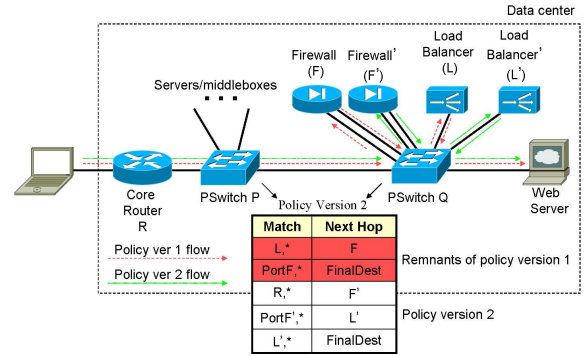 Data center
Firewall
(F)
Firewall'
(F')
Load
Balancer
(L)
Load
Balancer'
(L')
Servers/middleboxes
Core
Router
R
PSwitch P
PSwitch Q
Web
Server
Policy Version 2
Match Next Hop
L,* F
PortF,* FinalDest
R,* F'
PortF',* L'
L',* FinalDest
Policy ver 1 flow
Policy ver 2 flow
Remnants of policy version 1
Policy version 2